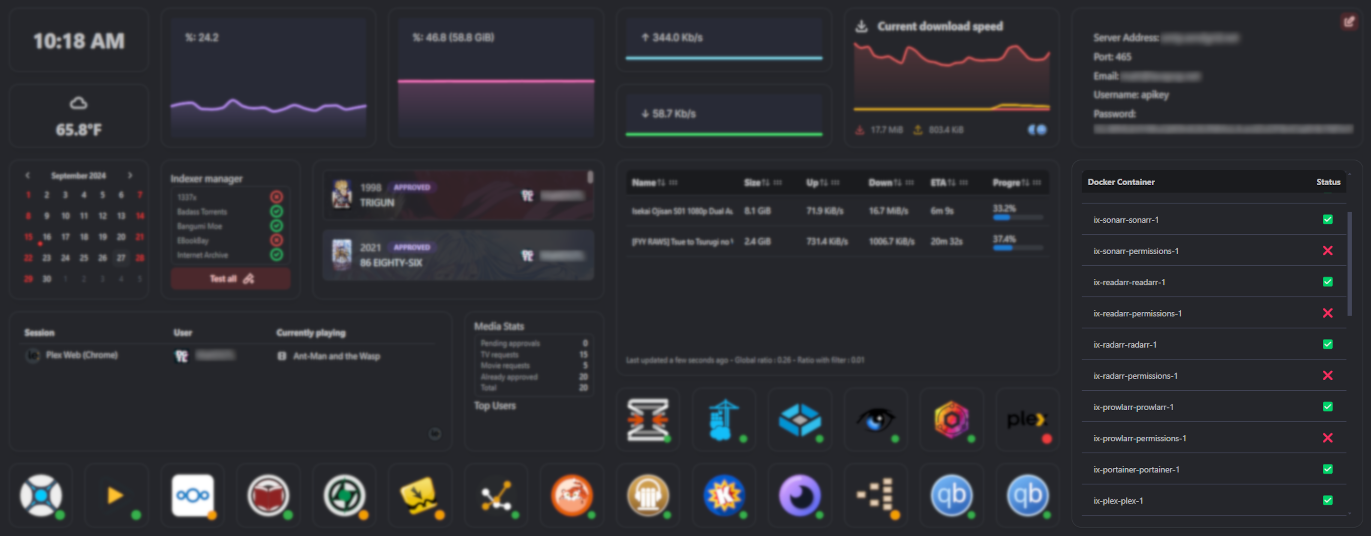 10:18 AM
65.8°F
%: 24.2
%: 46.8 (58.8 GiB)
↑ 344.0 Kb/s
↓ 58.7 Kb/s
Current download speed
17.7 MiB 803.4 KiB
Server Address:
Port: 465
Email:
Username: apikey
Password:
September 2024
1 2 3 4 5 6 7
8 9 10 11 12 13 14
15 16 17 18 19 20 21
22 23 24 25 26 27 28
29 30 1 2 3 4 5
Indexer manager
1337x
Badass Torrents
Bangumi Moe
EBookBay
Internet Archive
Test all
1998 APPROVED
TRIGUN
2021 APPROVED
86 EIGHTY-SIX
Name Size Up Down ETA Progre
Isekai Ojisan S01 1080p Dual Au 8.1 GiB 71.9 KiB/s 16.7 MiB/s 6m 9s 33.2%
[FYY RAWS] Tsue to Tsurugi no 2.4 GiB 731.4 KiB/s 1006.7 KiB/s 20m 32s 37.4%
Last updated a few seconds ago - Global ratio : 0.26 - Ratio with filter : 0.01
Docker Container Status
ix-sonarr-sonarr-1
ix-sonarr-permissions-1
ix-readarr-readarr-1
ix-readarr-permissions-1
ix-radarr-radarr-1
ix-radarr-permissions-1
ix-prowlarr-prowlarr-1
ix-prowlarr-permissions-1
ix-portainer-portainer-1
ix-plex-plex-1
Session User Currently playing
Plex Web (Chrome) Ant-Man and the Wasp
Media Stats
Pending approvals 0
TV requests 15
Movie requests 5
Already approved 20
Total 20
Top Users
plex
K
qb
qb